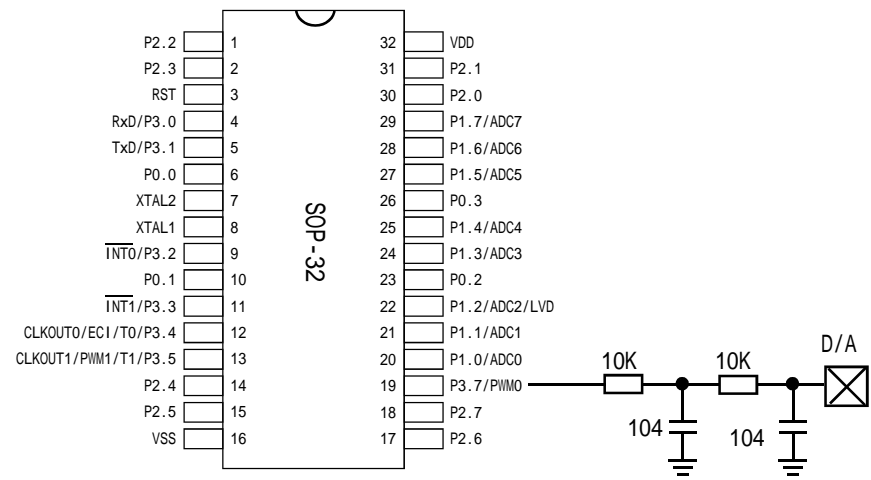 P2.2 1 32 VDD
P2.3 2 31 P2.1
RST 3 30 P2.0
RxD/P3.0 4 29 P1.7/ADC7
TxD/P3.1 5 28 P1.6/ADC6
P0.0 6 27 P1.5/ADC5
XTAL2 7 26 P0.3
XTAL1 8 25 P1.4/ADC4
INT0/P3.2 9 24 P1.3/ADC3
P0.1 10 23 P0.2
INT1/P3.3 11 22 P1.2/ADC2/LVD
CLKOUT0/ECI/T0/P3.4 12 21 P1.1/ADC1
CLKOUT1/PWM1/T1/P3.5 13 20 P1.0/ADC0
P2.4 14 19 P3.7/PWM0
P2.5 15 18 P2.7
VSS 16 17 P2.6
SOP-32
10K 10K D/A
104 104